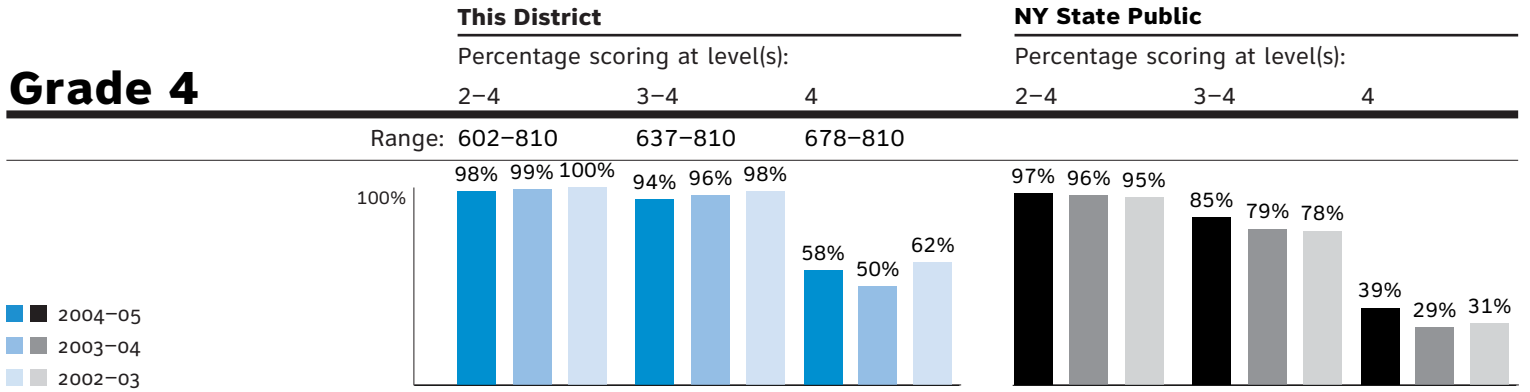 This District NY State Public
Percentage scoring at level(s): Percentage scoring at level(s):
Grade 4 2–4 3–4 4 2–4 3–4 4
Range: 602–810 637–810 678–810
98% 99% 100% 94% 96% 98% 58% 50% 62% 97% 96% 95% 85% 79% 78% 39% 29% 31%
100%
2004–05
2003–04
2002–03